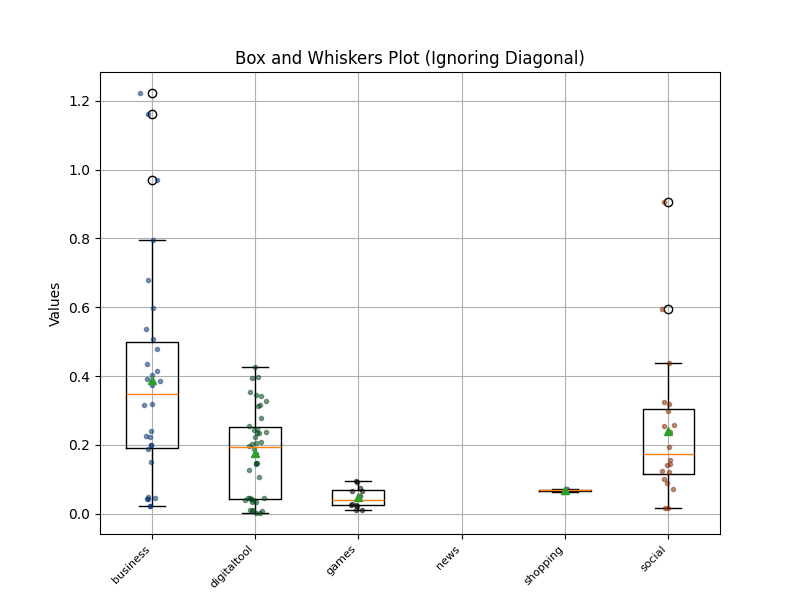 Box and Whiskers Plot (Ignoring Diagonal)
Values
1.2
1.0
0.8
0.6
0.4
0.2
0.0
business
digitaltool
games
news
shopping
social